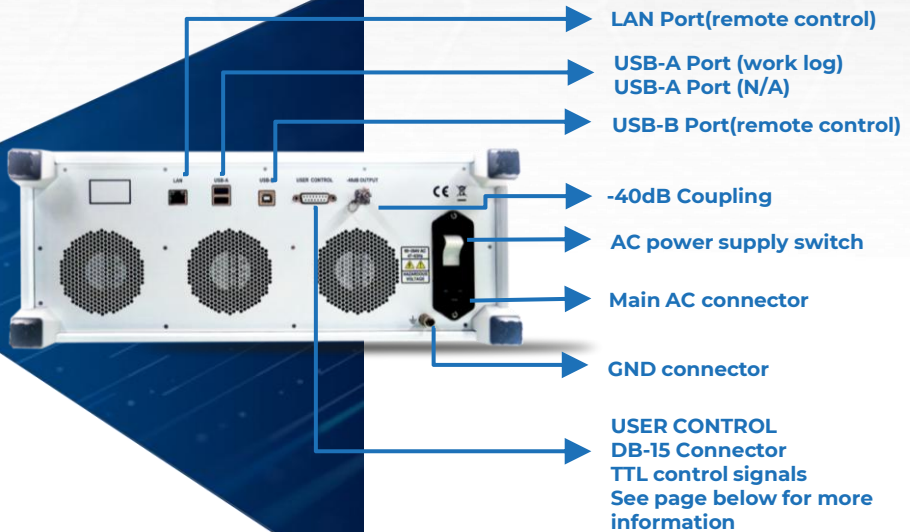 LAN Port(remote control)
USB-A Port (work log)
USB-A Port (N/A)
USB-B Port(remote control)
-40dB Coupling
AC power supply switch
Main AC connector
GND connector
USER CONTROL
DB-15 Connector
TTL control signals
See page below for more
information
LAN
USB-A
USER CONTROL
-40dB OUTPUT
CE
HAZARDOUS
VOLTAGE